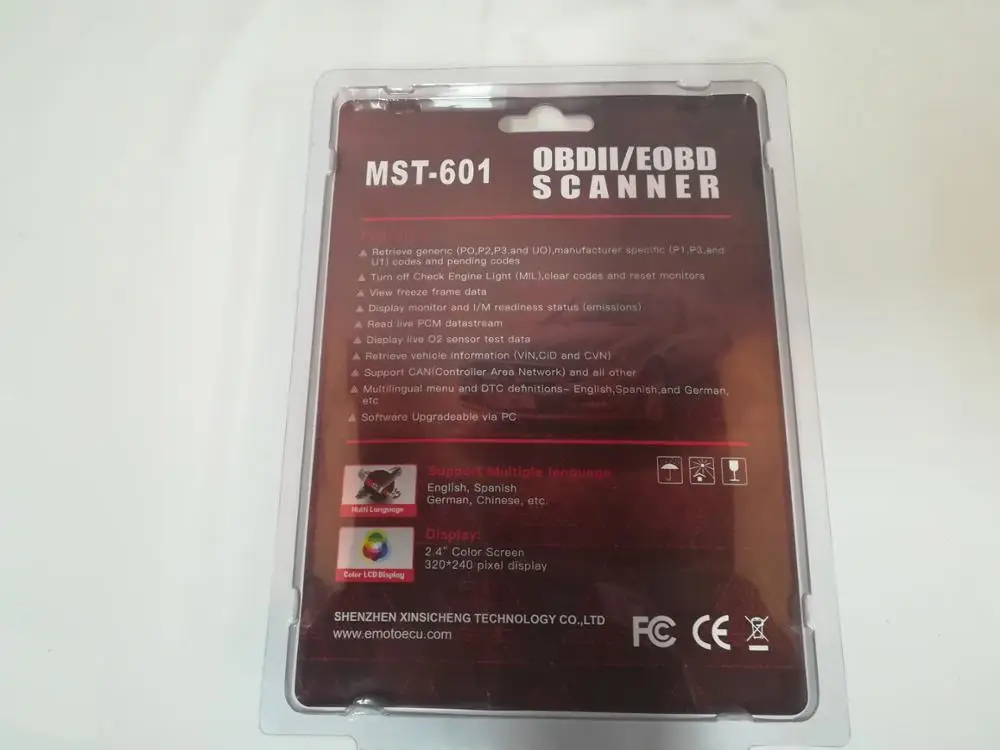 MST-601
OBDII/EOBD
SCANNER
Retrieve generic (PO,P2,P3,and UO),manufacturer specific (P1,P3,and
U1) codes and pending codes
Turn off Check Engine Light (MIL),clear codes and reset monitors
View freeze frame data
Display monitor and I/M readiness status (emissions)
Read live PCM datastream
Display live O2 sensor test data
Retrieve vehicle information (VIN,CID and CVN)
Support CAN(Controller Area Network) and all other
Multilingual menu and DTC definitions- English,Spanish,and German,
etc
Software Upgradeable via PC
Multi Language
Support Multiple language
English, Spanish
German, Chinese, etc.
Color LCD Display
Display:
2.4" Color Screen
320*240 pixel display
SHENZHEN XINSICHENG TECHNOLOGY CO.,LTD
www.emotoecu.com
FC CE